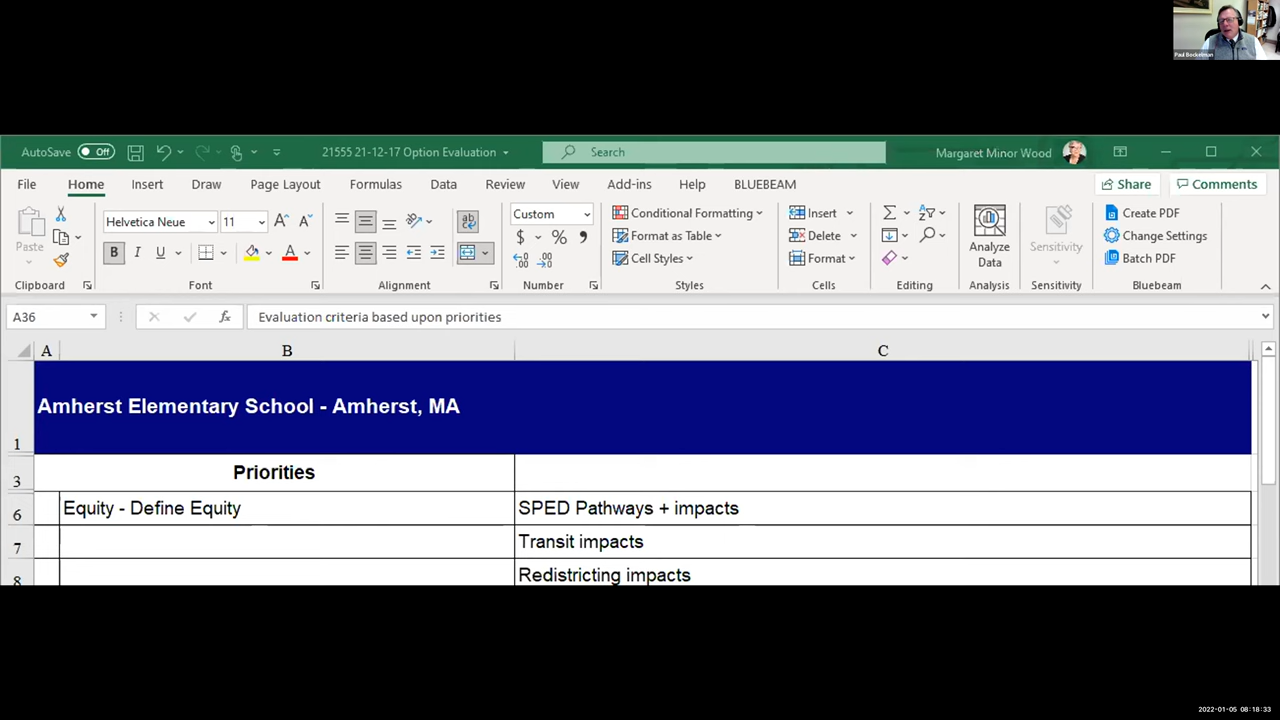 Paul Bockelman
AutoSave Off 21555 21-12-17 Option Evaluation Search Margaret Minor Wood
File Home Insert Draw Page Layout Formulas Data Review View Add-ins Help BLUEBEAM Share Comments
Helvetica Neue 11 A A ab Custom Conditional Formatting Insert Σ Create PDF
Paste B I U A $ % Format as Table Delete Analyze Data Sensitivity Change Settings
Cell Styles Format Batch PDF
Clipboard Font Alignment Number Styles Cells Editing Analysis Sensitivity Bluebeam
A36 fx Evaluation criteria based upon priorities
A B C
1 Amherst Elementary School - Amherst, MA
3 Priorities
6 Equity - Define Equity SPED Pathways + impacts
7 Transit impacts
8 Redistricting impacts
2022-01-05 08:18:33